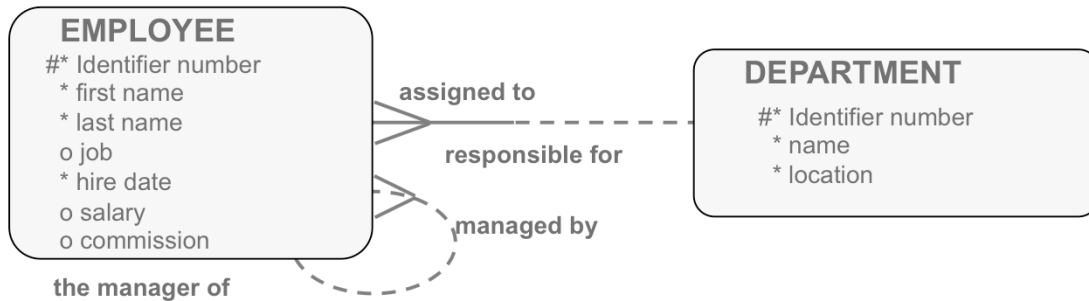 EMPLOYEE
#* Identifier number
* first name
* last name
o job
* hire date
o salary
o commission
assigned to
responsible for
managed by
the manager of
DEPARTMENT
#* Identifier number
* name
* location